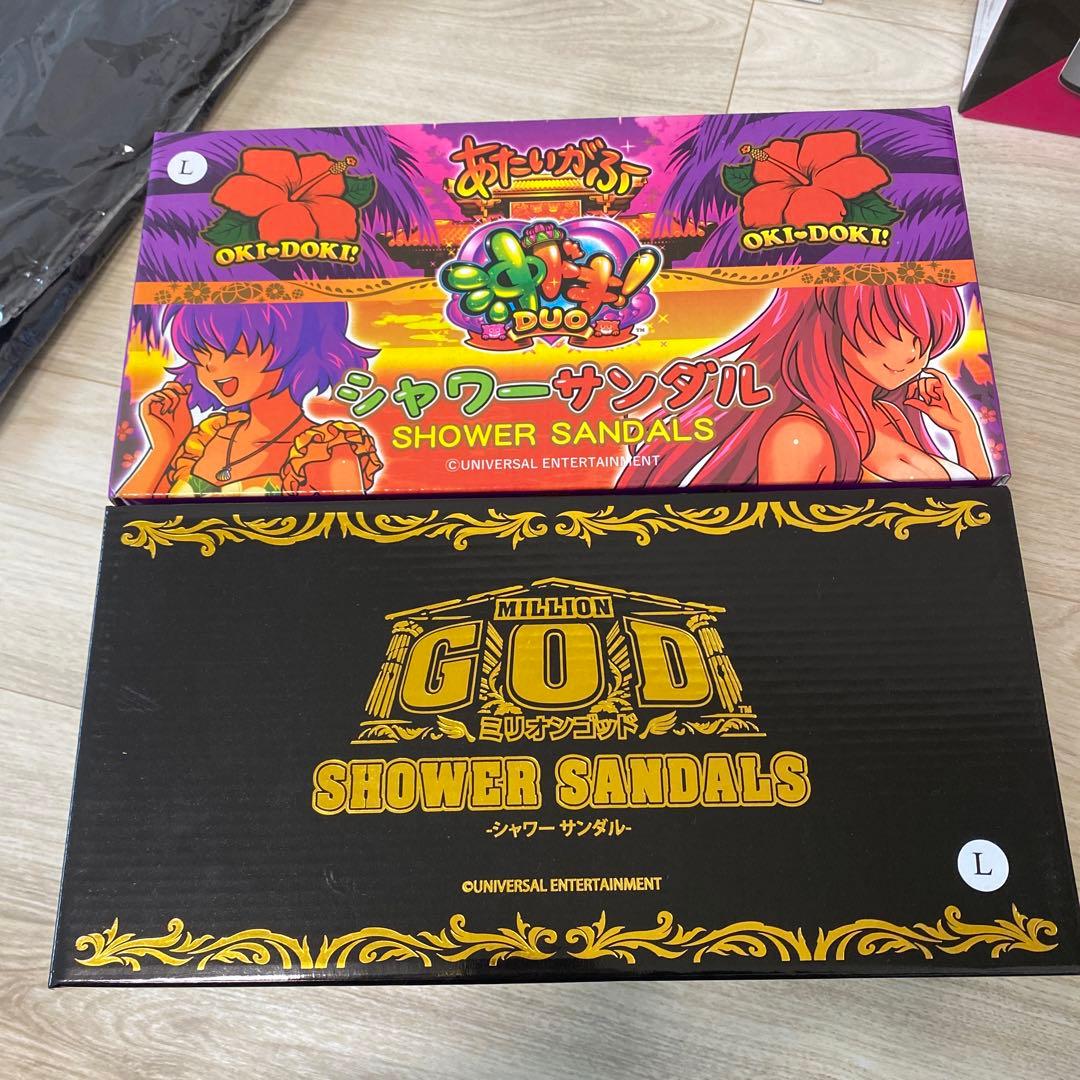 L
あたいがふー
OKI♥DOKI!
OKI♥DOKI!
沖ドキ!
DUO
™
シャワーサンダル
SHOWER SANDALS
©UNIVERSAL ENTERTAINMENT
MILLION
GOD
™
ミリオンゴッド
SHOWER SANDALS
-シャワー サンダル-
©UNIVERSAL ENTERTAINMENT
L